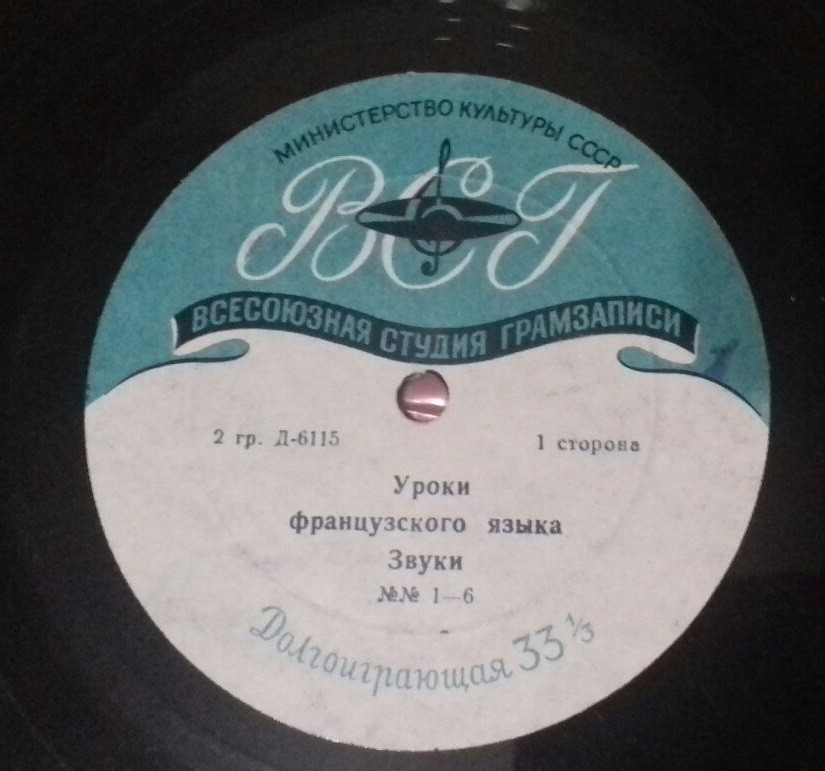 МИНИСТЕРСТВО КУЛЬТУРЫ СССР
ВСГ
ВСЕСОЮЗНАЯ СТУДИЯ ГРАМЗАПИСИ
2 гр. Д-6115 1 сторона
Уроки
французского языка
Звуки
№№ 1—6
Долгоиграющая 33 ⅓